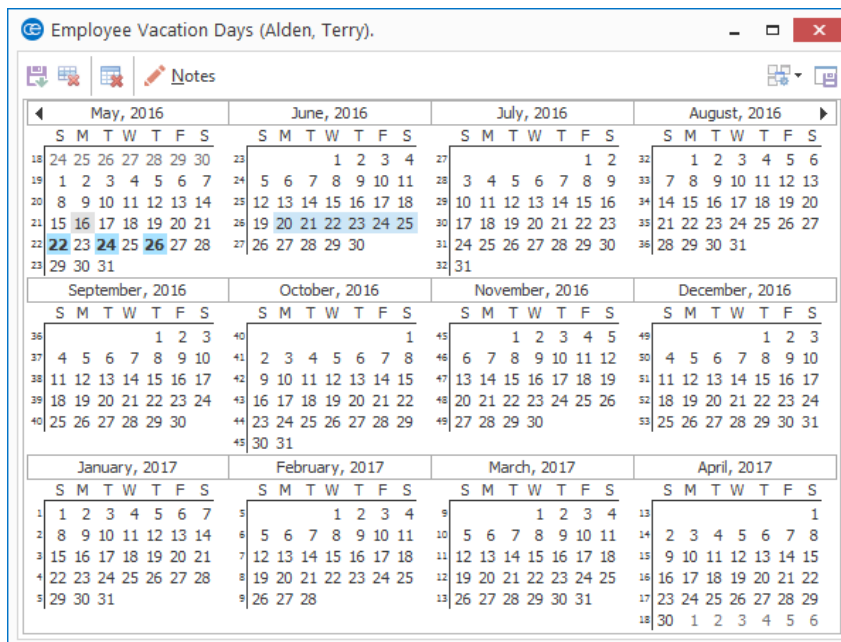 Employee Vacation Days (Alden, Terry).
Notes
May, 2016 June, 2016 July, 2016 August, 2016
S M T W T F S S M T W T F S S M T W T F S S M T W T F S
18 24 25 26 27 28 29 30 23 1 2 3 4 27 1 2 32 1 2 3 4 5 6
19 1 2 3 4 5 6 7 24 5 6 7 8 9 10 11 28 3 4 5 6 7 8 9 33 7 8 9 10 11 12 13
20 8 9 10 11 12 13 14 25 12 13 14 15 16 17 18 29 10 11 12 13 14 15 16 34 14 15 16 17 18 19 20
21 15 16 17 18 19 20 21 26 19 20 21 22 23 24 25 30 17 18 19 20 21 22 23 35 21 22 23 24 25 26 27
22 22 23 24 25 26 27 28 27 26 27 28 29 30 31 24 25 26 27 28 29 30 36 28 29 30 31
23 29 30 31 32 31
September, 2016 October, 2016 November, 2016 December, 2016
S M T W T F S S M T W T F S S M T W T F S S M T W T F S
36 1 2 3 40 1 45 1 2 3 4 5 49 1 2 3
37 4 5 6 7 8 9 10 41 2 3 4 5 6 7 8 46 6 7 8 9 10 11 12 50 4 5 6 7 8 9 10
38 11 12 13 14 15 16 17 42 9 10 11 12 13 14 15 47 13 14 15 16 17 18 19 51 11 12 13 14 15 16 17
39 18 19 20 21 22 23 24 43 16 17 18 19 20 21 22 48 20 21 22 23 24 25 26 52 18 19 20 21 22 23 24
40 25 26 27 28 29 30 44 23 24 25 26 27 28 29 49 27 28 29 30 53 25 26 27 28 29 30 31
45 30 31
January, 2017 February, 2017 March, 2017 April, 2017
S M T W T F S S M T W T F S S M T W T F S S M T W T F S
1 1 2 3 4 5 6 7 5 1 2 3 4 9 1 2 3 4 13 1
2 8 9 10 11 12 13 14 6 5 6 7 8 9 10 11 10 5 6 7 8 9 10 11 14 2 3 4 5 6 7 8
3 15 16 17 18 19 20 21 7 12 13 14 15 16 17 18 11 12 13 14 15 16 17 18 15 9 10 11 12 13 14 15
4 22 23 24 25 26 27 28 8 19 20 21 22 23 24 25 12 19 20 21 22 23 24 25 16 16 17 18 19 20 21 22
5 29 30 31 9 26 27 28 13 26 27 28 29 30 31 17 23 24 25 26 27 28 29
18 30 1 2 3 4 5 6